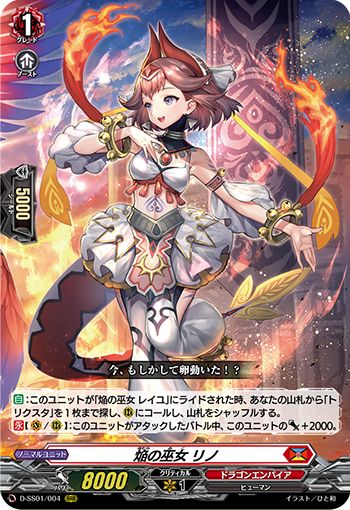 1
グレード
ブースト
5000
シールド
今、もしかして卵動いた！？
自:このユニットが「焔の巫女 レイユ」にライドされた時、あなたの山札から「トリクスタ」を1枚まで探し、Rにコールし、山札をシャッフルする。
永【V/R】:このユニットがアタックしたバトル中、このユニットの+2000。
ノーマルユニット
焔の巫女 リノ
パワー
8000
クリティカル
1
ドラゴンエンパイア
ヒューマン
D-SS01/004 RRR
イラスト／ひと和